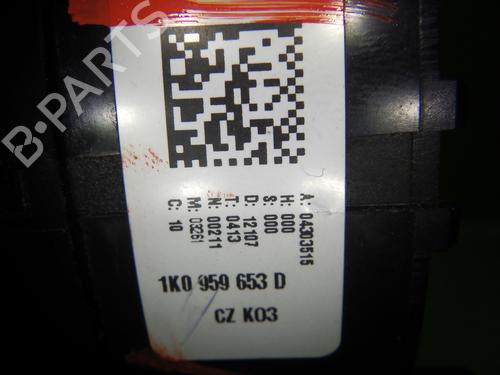 B-PARTS
A: 04303515
H: 000
S: 000
D: 12107
T: 0413
N: 00211
M: 03261
C: 10
1K0 959 653 D
CZ K03